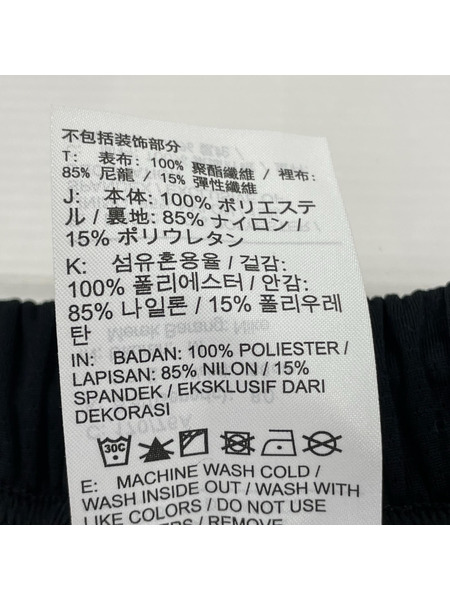 不包括装饰部分
T: 表布: 100% 聚酯纖維 / 裡布:
85% 尼龍 / 15% 彈性纖維
J: 本体: 100% ポリエステ
ル / 裏地: 85% ナイロン /
15% ポリウレタン
K: 섬유혼용율 / 겉감:
100% 폴리에스터 / 안감:
85% 나일론 / 15% 폴리우레
탄
IN: BADAN: 100% POLIESTER /
LAPISAN: 85% NILON / 15%
SPANDEK / EKSKLUSIF DARI
DEKORASI
30C
E: MACHINE WASH COLD /
WASH INSIDE OUT / WASH WITH
LIKE COLORS / DO NOT USE
/ REMOVE